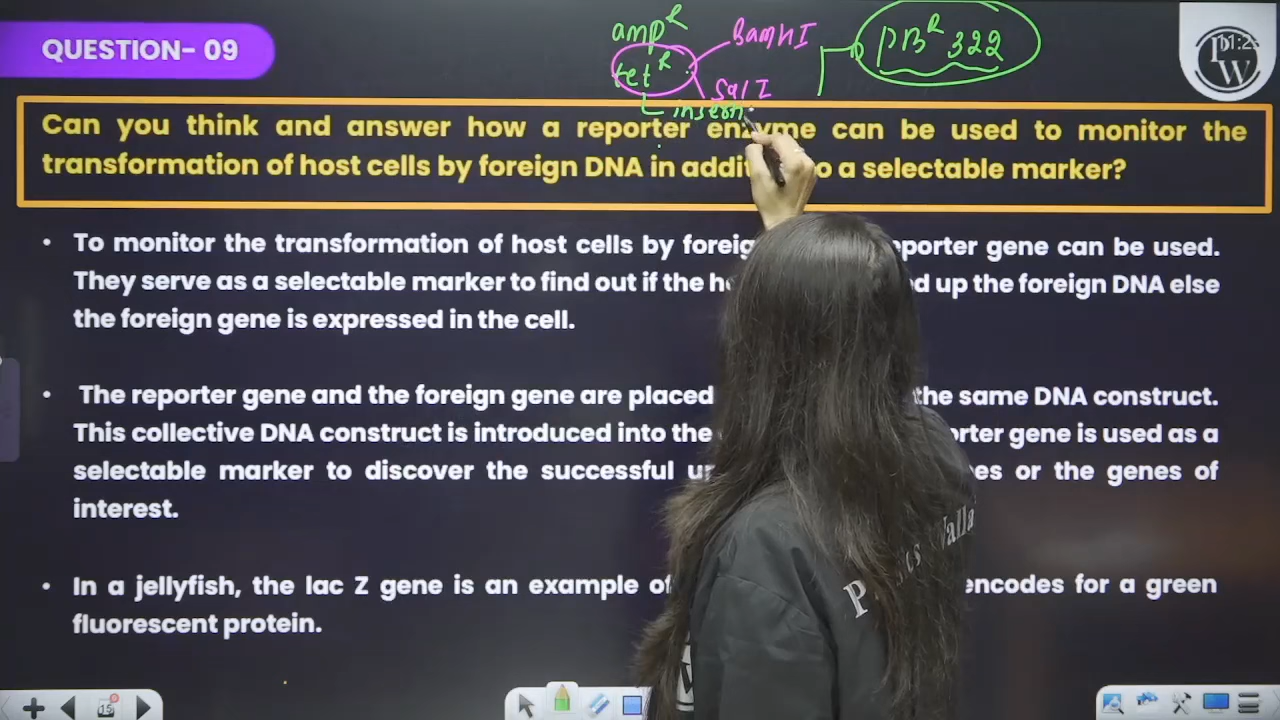 QUESTION- 09
amp^R
BamHI
pB^R 322
tet^R
SalI
inserti
Can you think and answer how a reporter enzyme can be used to monitor the
transformation of host cells by foreign DNA in addit o a selectable marker?
• To monitor the transformation of host cells by foreig eporter gene can be used.
They serve as a selectable marker to find out if the h ed up the foreign DNA else
the foreign gene is expressed in the cell.
• The reporter gene and the foreign gene are placed the same DNA construct.
This collective DNA construct is introduced into the orter gene is used as a
selectable marker to discover the successful u es or the genes of
interest.
• In a jellyfish, the lac Z gene is an example of encodes for a green
fluorescent protein.
15